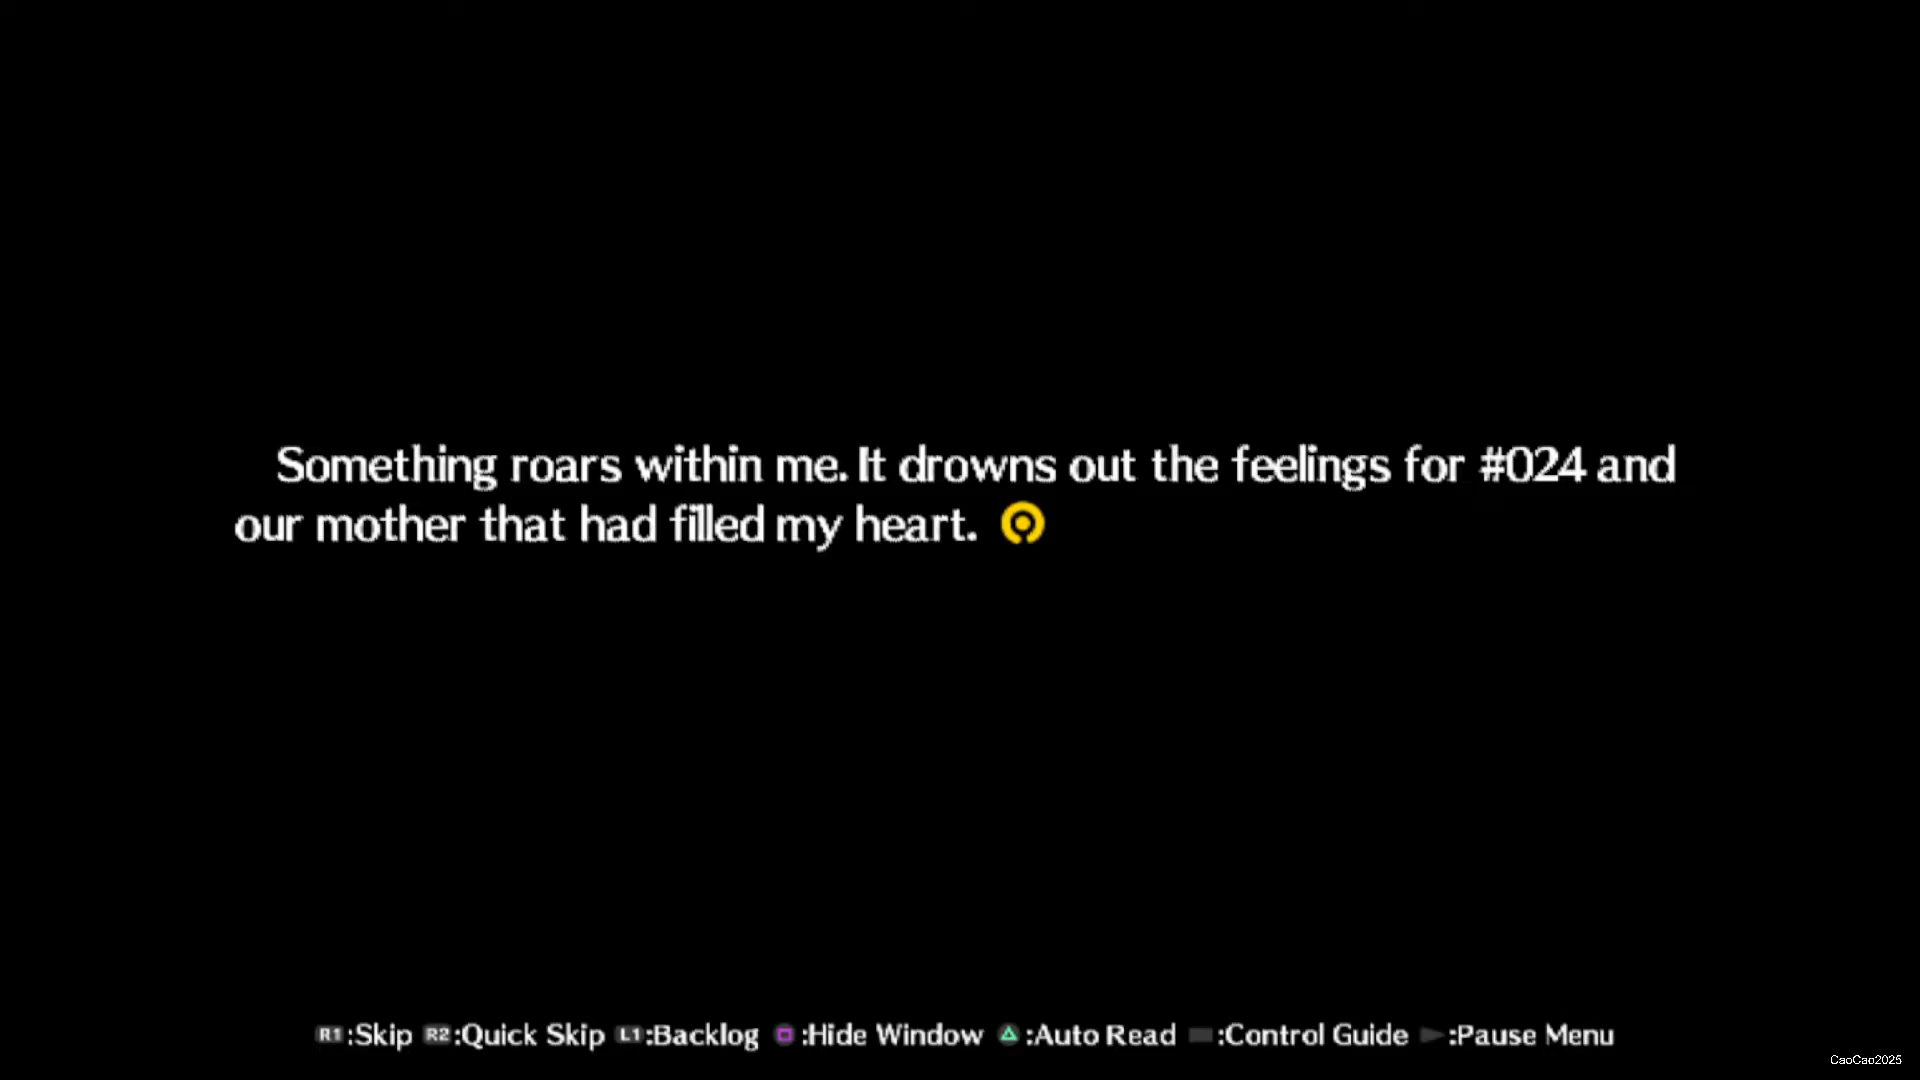 Something roars within me. It drowns out the feelings for #024 and
our mother that had filled my heart.
R1:Skip R2:Quick Skip L1:Backlog :Hide Window :Auto Read :Control Guide :Pause Menu
CaoCao2025